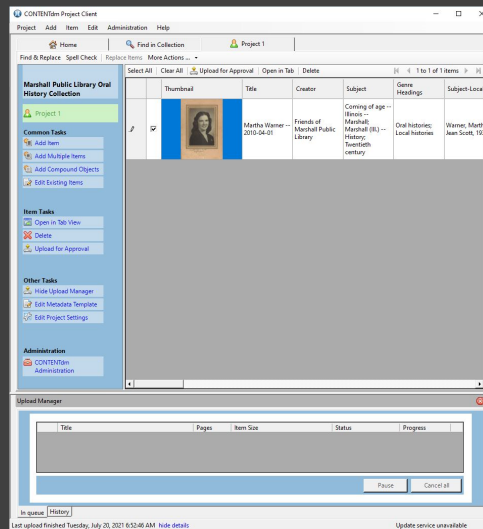 CONTENTdm Project Client
Project Add Item Edit Administration Help
Home Find in Collection Project 1
Find & Replace Spell Check Replace Items More Actions ...
Select All Clear All Upload for Approval Open in Tab Delete 1 to 1 of 1 items
Marshall Public Library Oral
History Collection
Project 1
Common Tasks
Add Item
Add Multiple Items
Add Compound Objects
Edit Existing Items
Item Tasks
Open in Tab View
Delete
Upload for Approval
Other Tasks
Hide Upload Manager
Edit Metadata Template
Edit Project Settings
Administration
CONTENTdm
Administration
Thumbnail Title Creator Subject Genre
Headings Subject-Local
Martha Warner --
2010-04-01
Friends of
Marshall Public
Library
Coming of age --
Illinois --
Marshall;
Marshall (Ill.) --
History;
Twentieth
century
Oral histories;
Local histories
Warner, Marth
Jean Scott, 193
Upload Manager
Title Pages Item Size Status Progress
Pause Cancel all
In queue History
Last upload finished Tuesday, July 20, 2021 6:52:46 AM hide details Update service unavailable